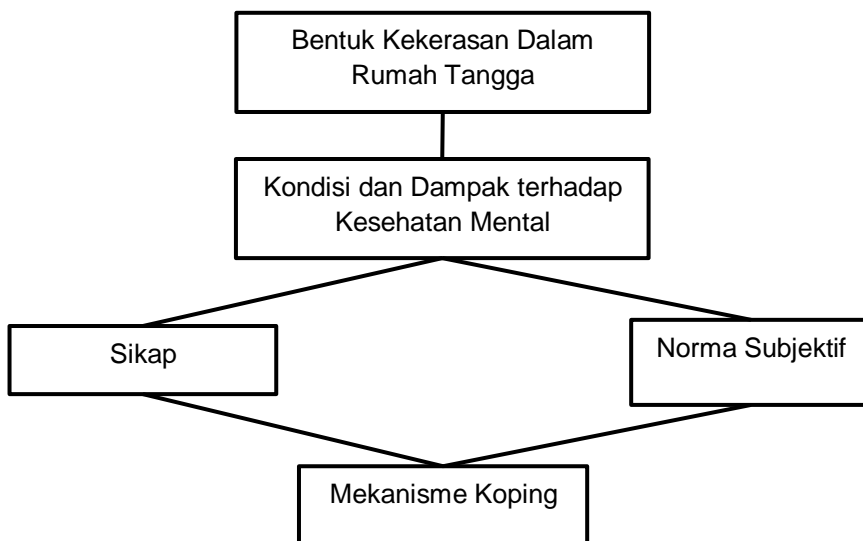 Bentuk Kekerasan Dalam
Rumah Tangga
Kondisi dan Dampak terhadap
Kesehatan Mental
Sikap
Norma Subjektif
Mekanisme Koping